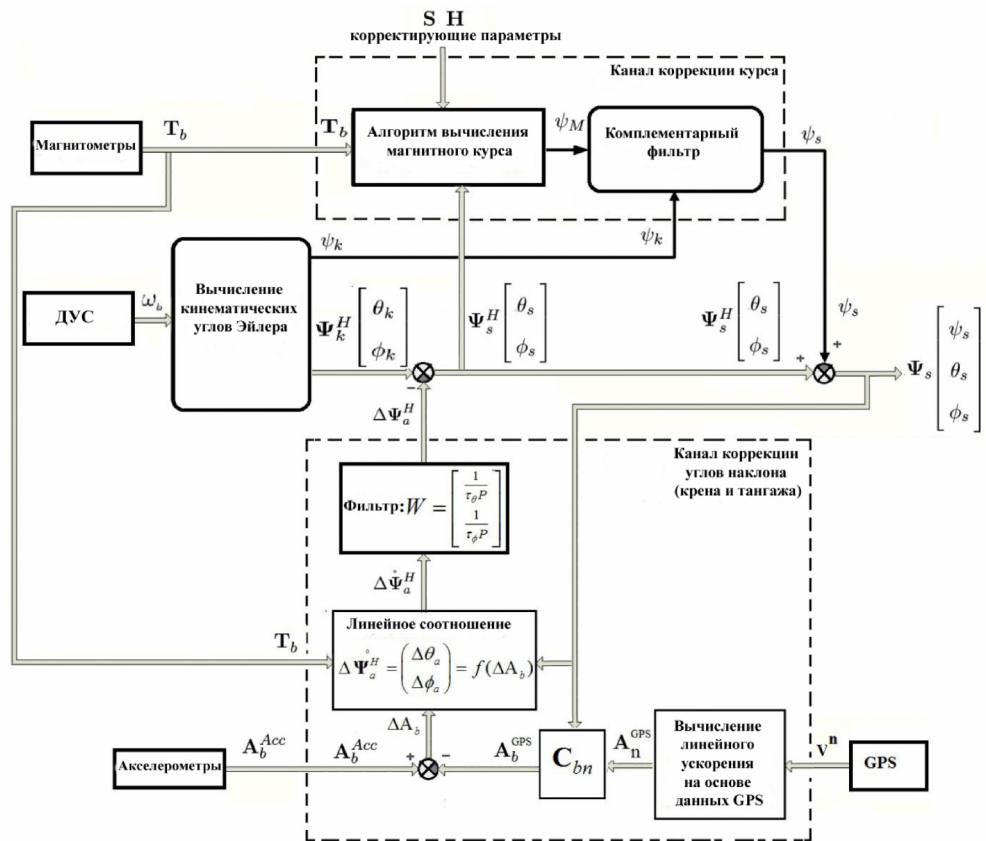 S H
корректирующие параметры
Канал коррекции курса
Магнитометры
T_b
T_b
Алгоритм вычисления
магнитного курса
ψ_M
Комплементарный
фильтр
ψ_s
ψ_k
ψ_k
ДУС
ω_b
Вычисление
кинематических
углов Эйлера
Ψ_k^H [θ_k
ϕ_k]
Ψ_s^H [θ_s
ϕ_s]
Ψ_s^H [θ_s
ϕ_s]
ψ_s
+
+
−
Ψ_s [ψ_s
θ_s
ϕ_s]
ΔΨ_a^H
Канал коррекции
углов наклона
(крена и тангажа)
Фильтр: W = [1/(τ_θ P)
1/(τ_ϕ P)]
ΔΨ̊_a^H
T_b
Линейное соотношение
ΔΨ̊_a^H = (Δθ_a
Δϕ_a) = f(ΔA_b)
ΔA_b
Акселерометры
A_b^Acc
A_b^Acc
+
−
A_b^GPS
C_bn
A_n^GPS
Вычисление
линейного
ускорения
на основе
данных GPS
V^n
GPS